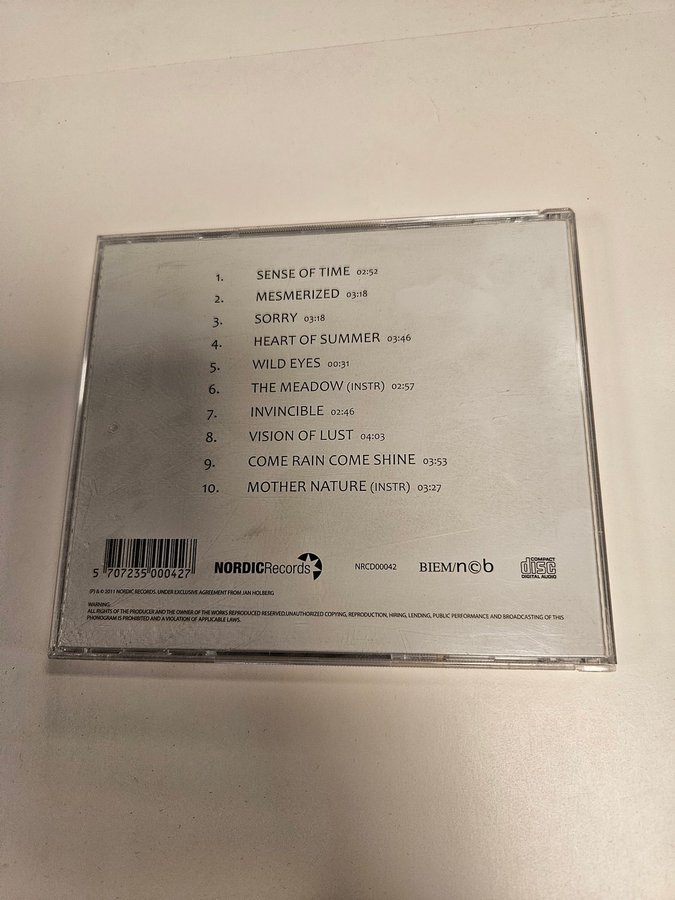 1. SENSE OF TIME 02:52
2. MESMERIZED 03:18
3. SORRY 03:18
4. HEART OF SUMMER 03:46
5. WILD EYES 00:31
6. THE MEADOW (INSTR) 02:57
7. INVINCIBLE 02:46
8. VISION OF LUST 04:03
9. COME RAIN COME SHINE 03:53
10. MOTHER NATURE (INSTR) 03:27
5 707235 000427
NORDICRecords
NRCD00042
BIEM/n©b
COMPACT
disc
DIGITAL AUDIO
(P) & © 2011 NORDIC RECORDS. UNDER EXCLUSIVE AGREEMENT FROM JAN HOLBERG
WARNING:
ALL RIGHTS OF THE PRODUCER AND THE OWNER OF THE WORKS REPRODUCED RESERVED.UNAUTHORIZED COPYING, REPRODUCTION, HIRING, LENDING, PUBLIC PERFORMANCE AND BROADCASTING OF THIS
PHONOGRAM IS PROHIBITED AND A VIOLATION OF APPLICABLE LAWS.